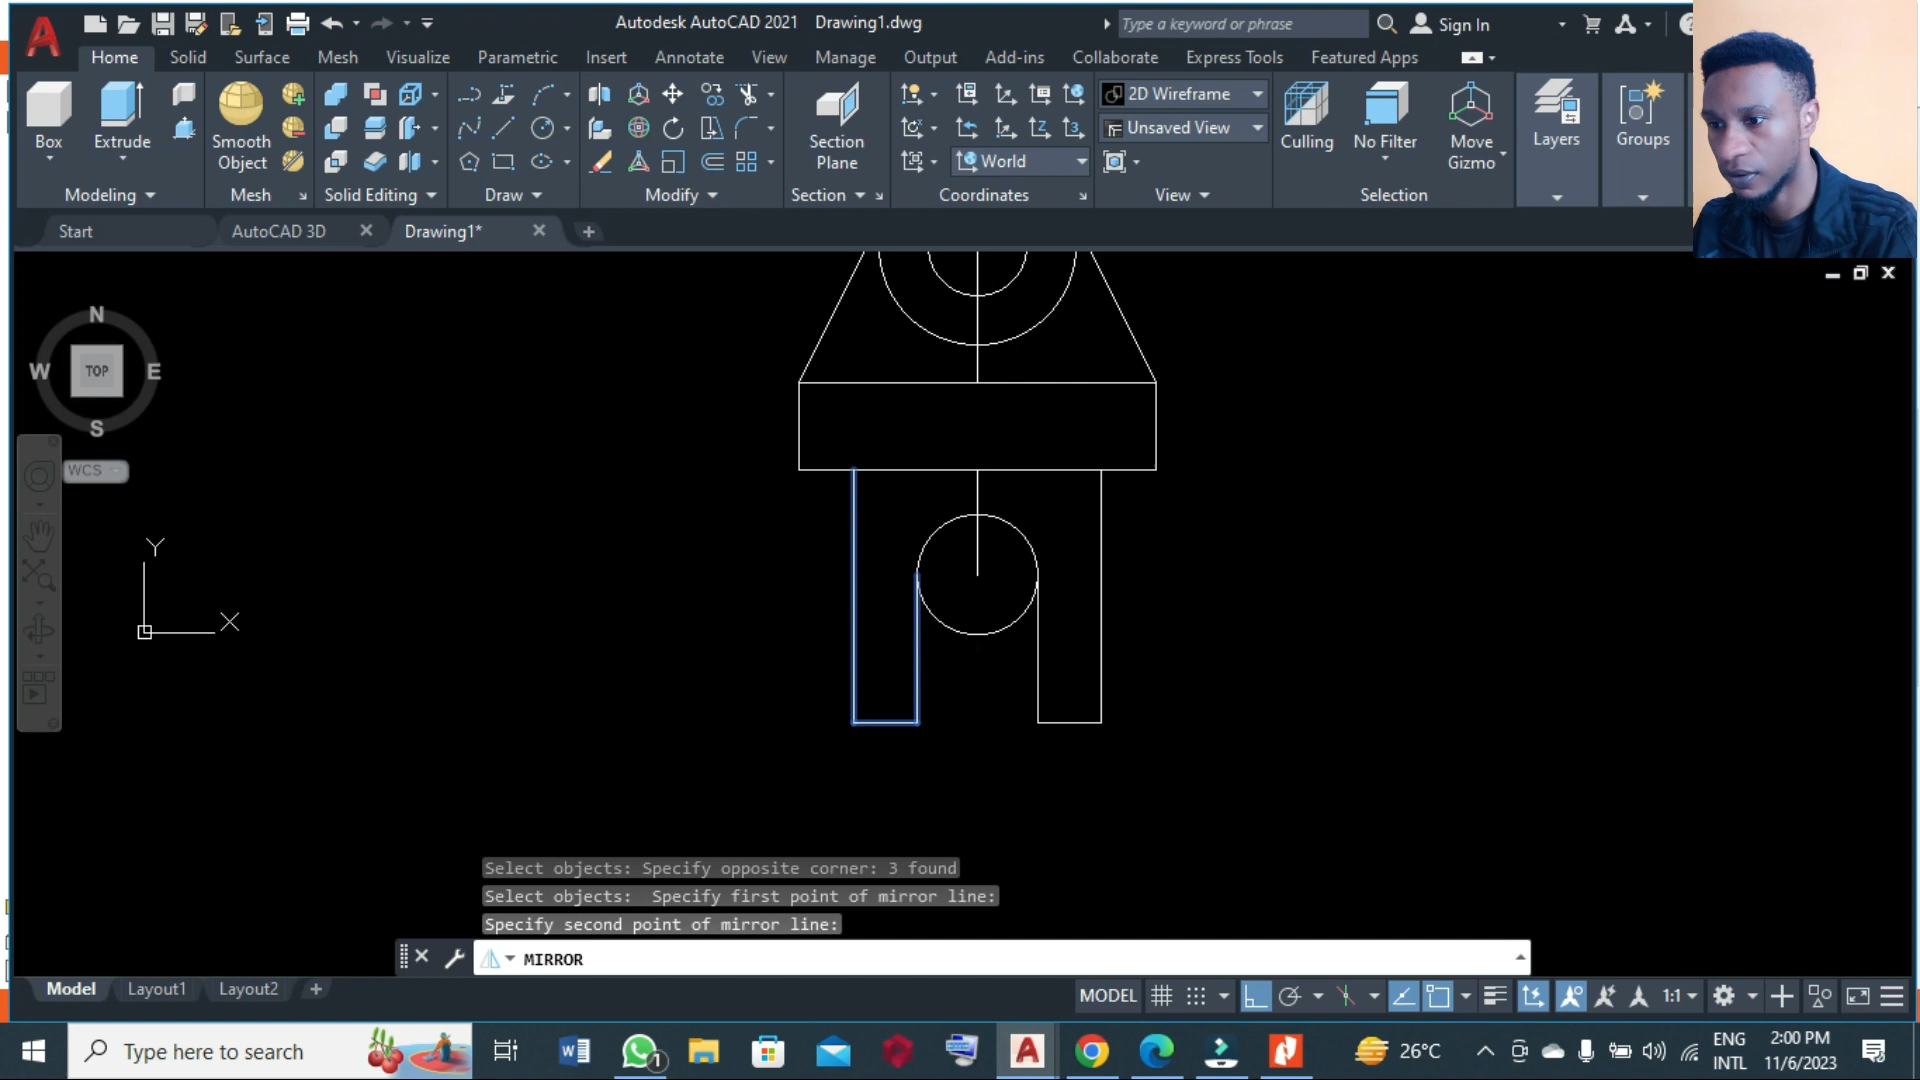 Autodesk AutoCAD 2021 Drawing1.dwg
Type a keyword or phrase
Sign In
Home Solid Surface Mesh Visualize Parametric Insert Annotate View Manage Output Add-ins Collaborate Express Tools Featured Apps
Box
Extrude
Smooth Object
Section Plane
2D Wireframe
Unsaved View
World
Culling
No Filter
Move Gizmo
Layers
Groups
Modeling Mesh Solid Editing Draw Modify Section Coordinates View Selection
Start AutoCAD 3D Drawing1*
N
W TOP E
S
WCS
Y
X
Select objects: Specify opposite corner: 3 found
Select objects: Specify first point of mirror line:
Specify second point of mirror line:
MIRROR
Model Layout1 Layout2
MODEL 1:1
Type here to search
1
26°C
ENG
INTL
2:00 PM
11/6/2023